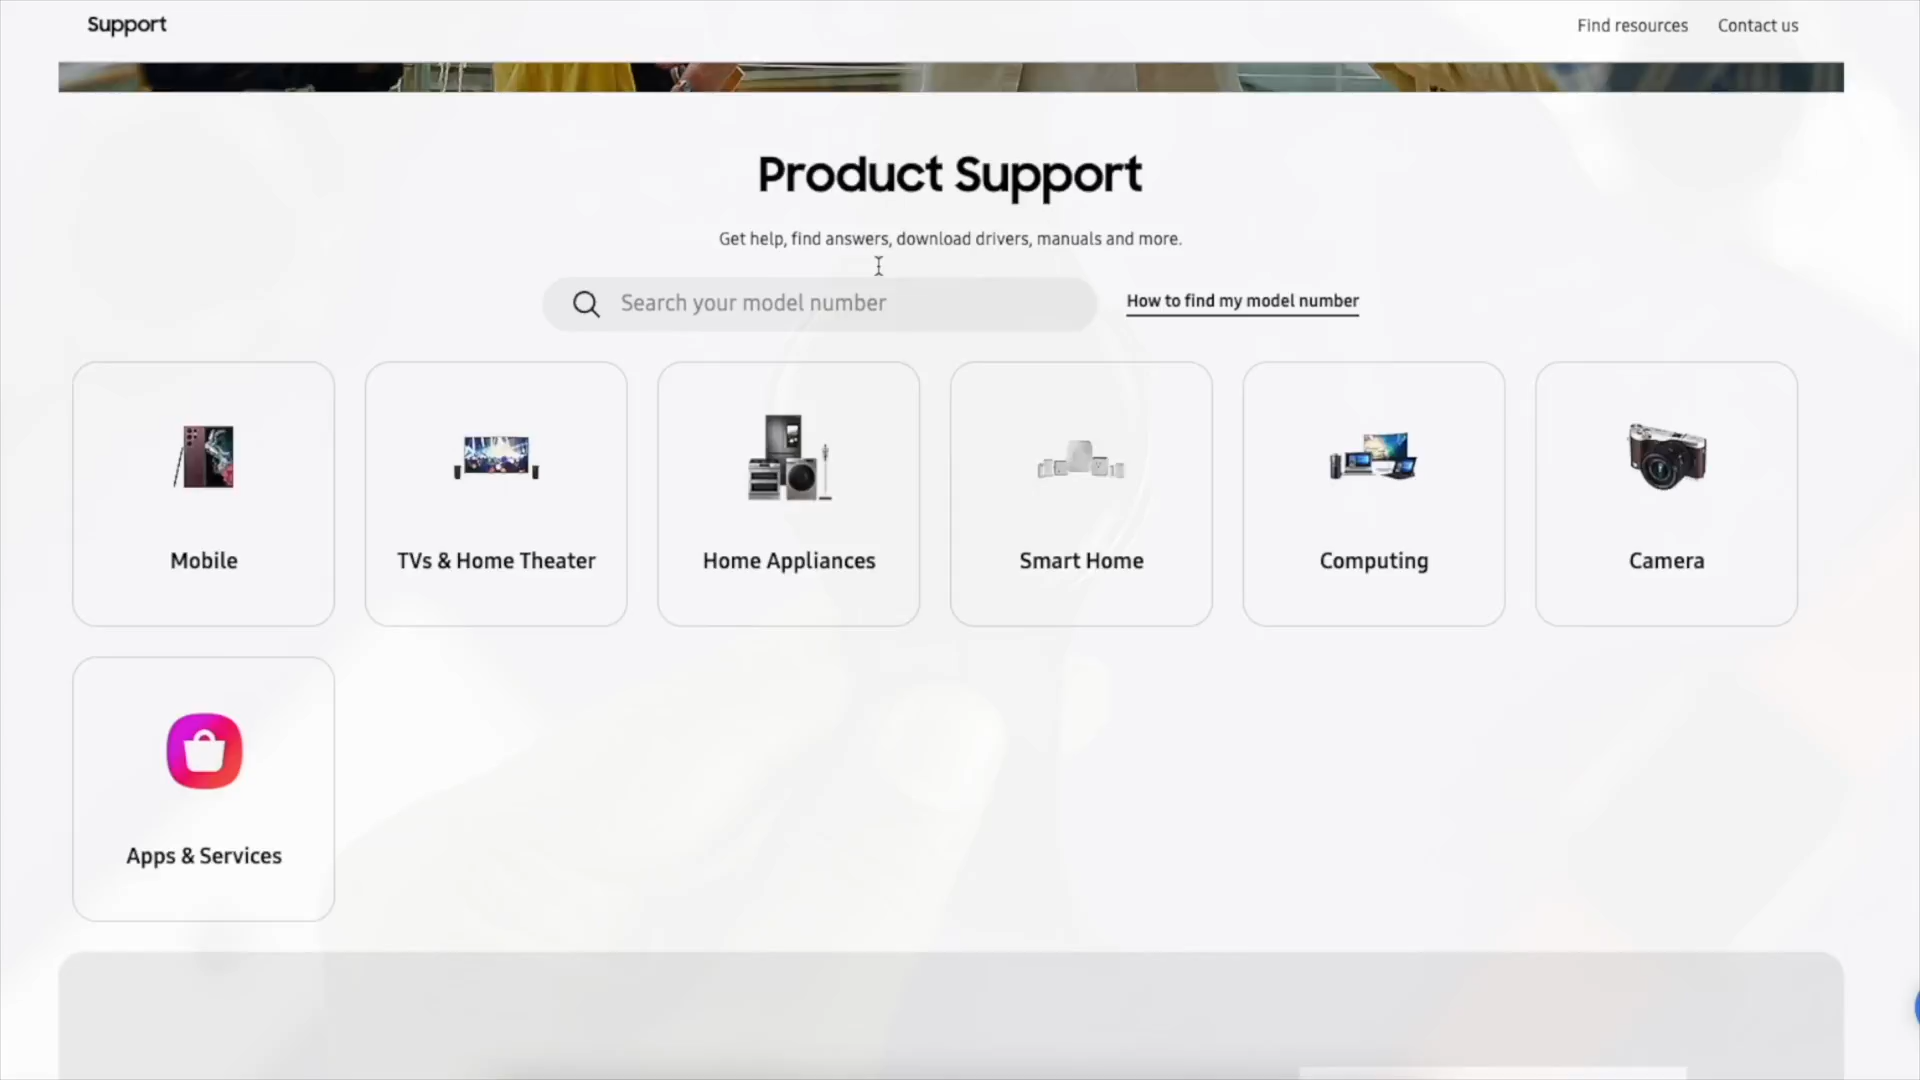 Support
Find resources
Contact us
Product Support
Get help, find answers, download drivers, manuals and more.
Search your model number
How to find my model number
Mobile
TVs & Home Theater
Home Appliances
Smart Home
Computing
Camera
Apps & Services